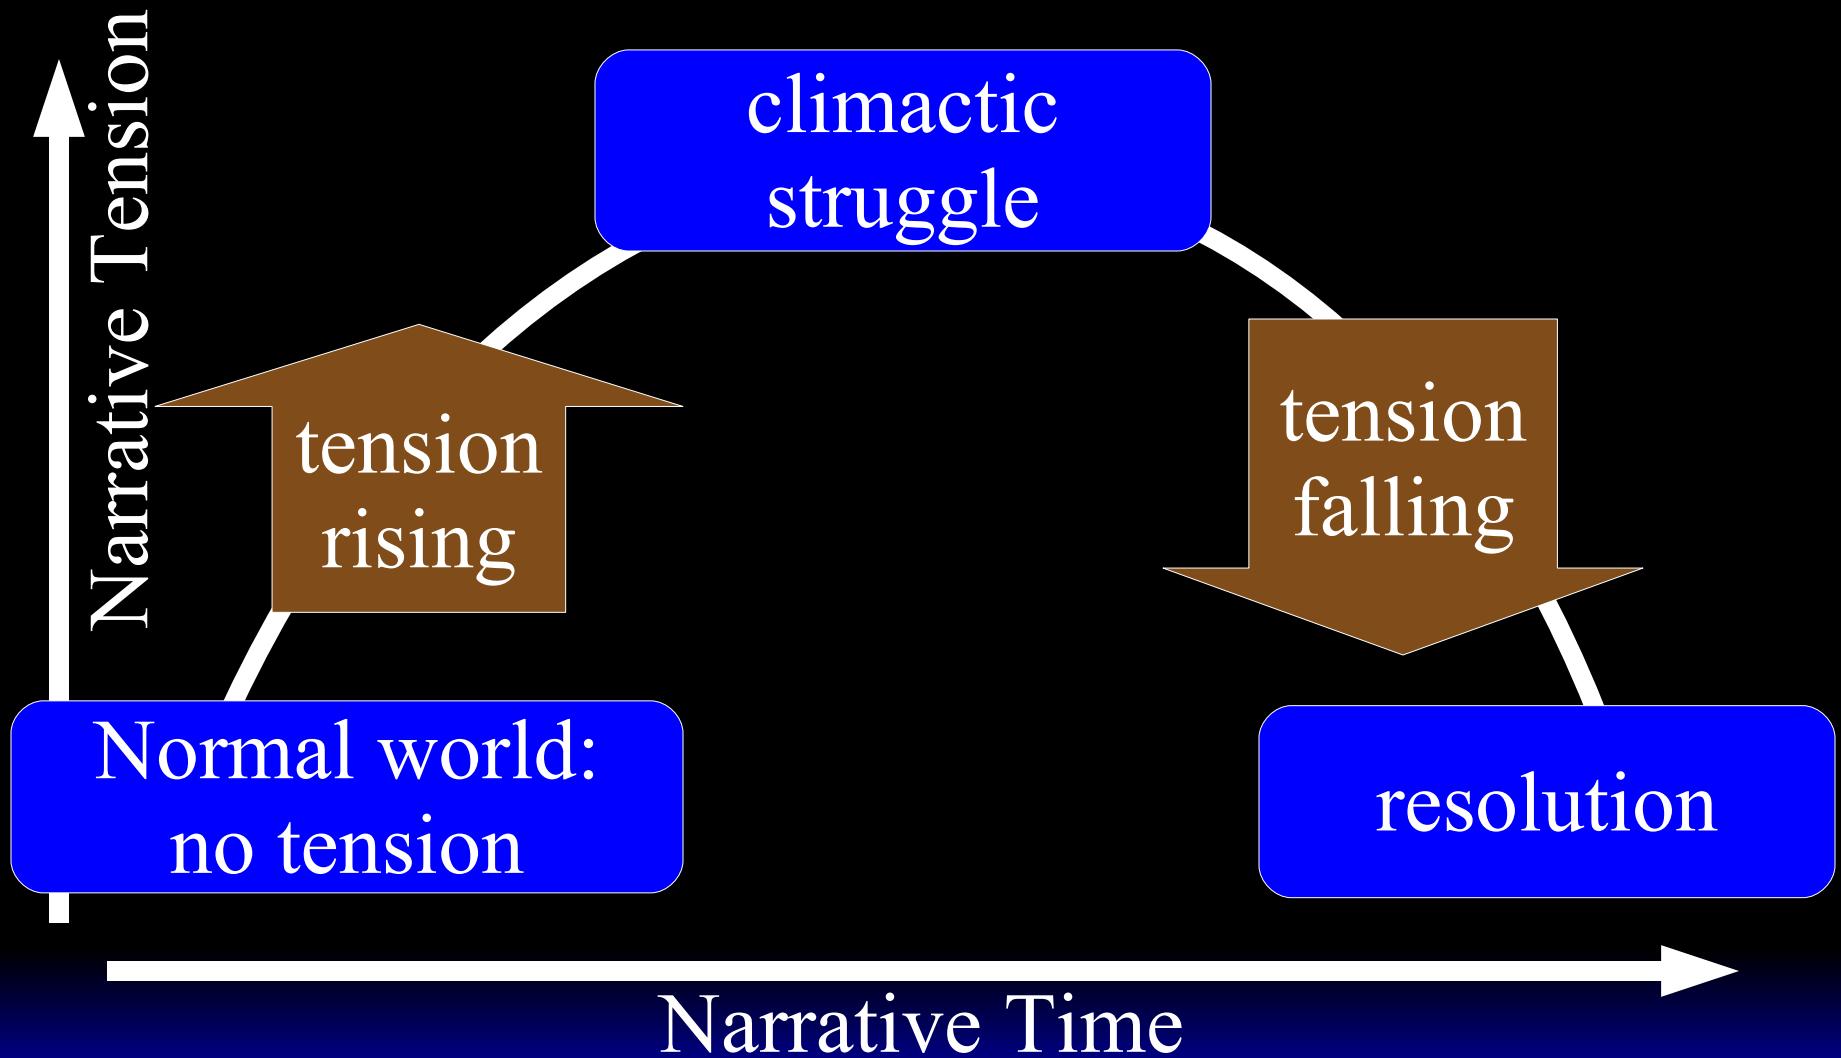 Narrative Tension
climactic
struggle
tension
rising
tension
falling
Normal world:
no tension
resolution
Narrative Time